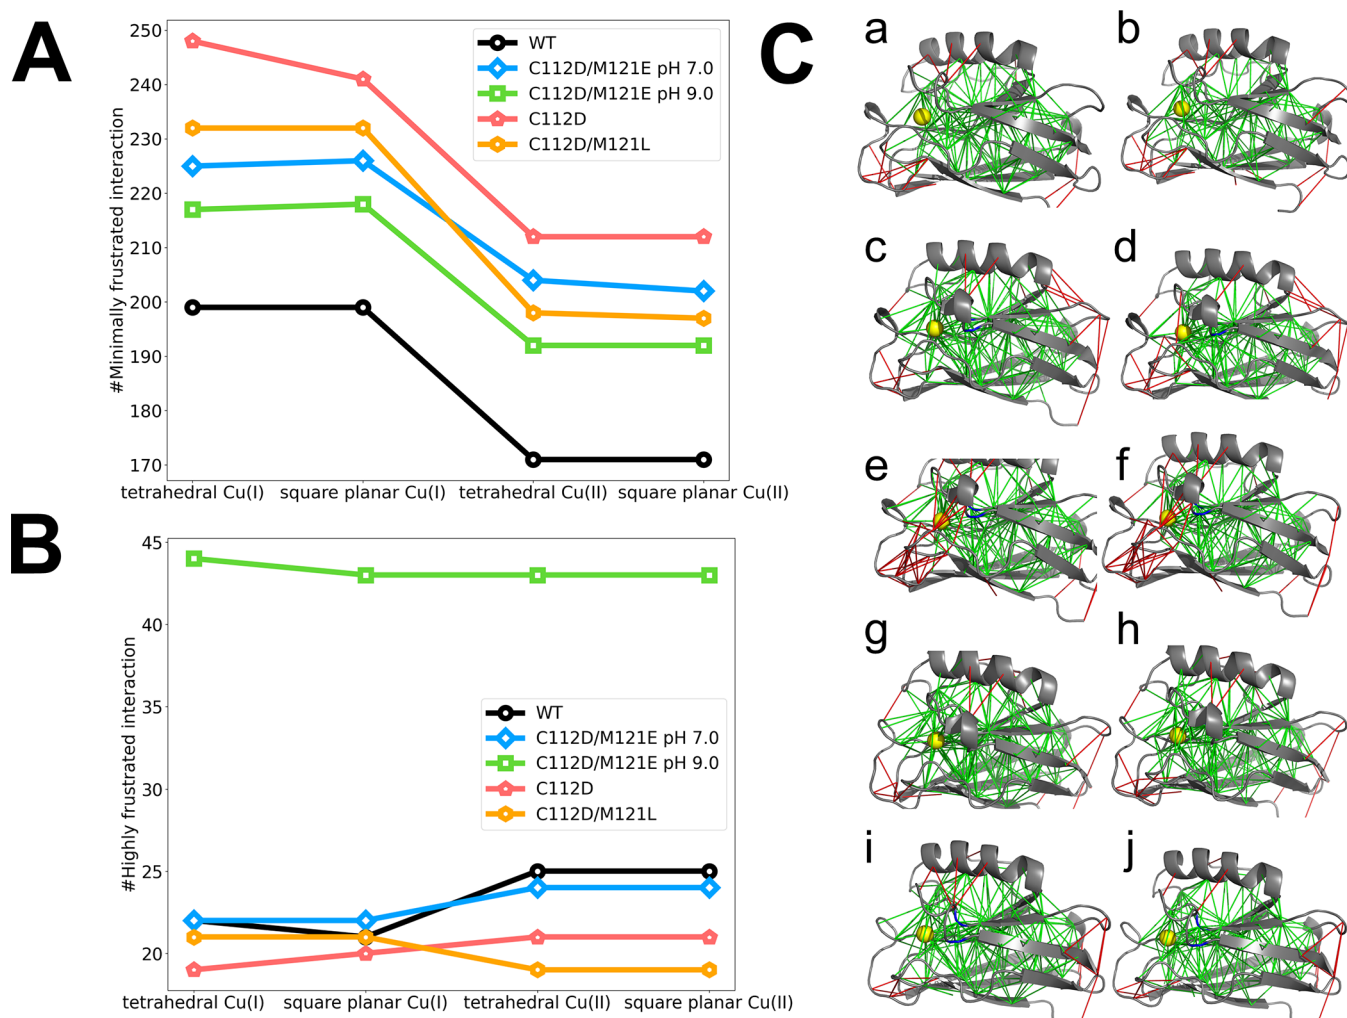 A
250
240
230
220
210
200
190
180
170
#Minimally frustrated interaction
WT
C112D/M121E pH 7.0
C112D/M121E pH 9.0
C112D
C112D/M121L
tetrahedral Cu(I)
square planar Cu(I)
tetrahedral Cu(II)
square planar Cu(II)
B
45
40
35
30
25
20
#Highly frustrated interaction
WT
C112D/M121E pH 7.0
C112D/M121E pH 9.0
C112D
C112D/M121L
tetrahedral Cu(I)
square planar Cu(I)
tetrahedral Cu(II)
square planar Cu(II)
C
a
b
c
d
e
f
g
h
i
j